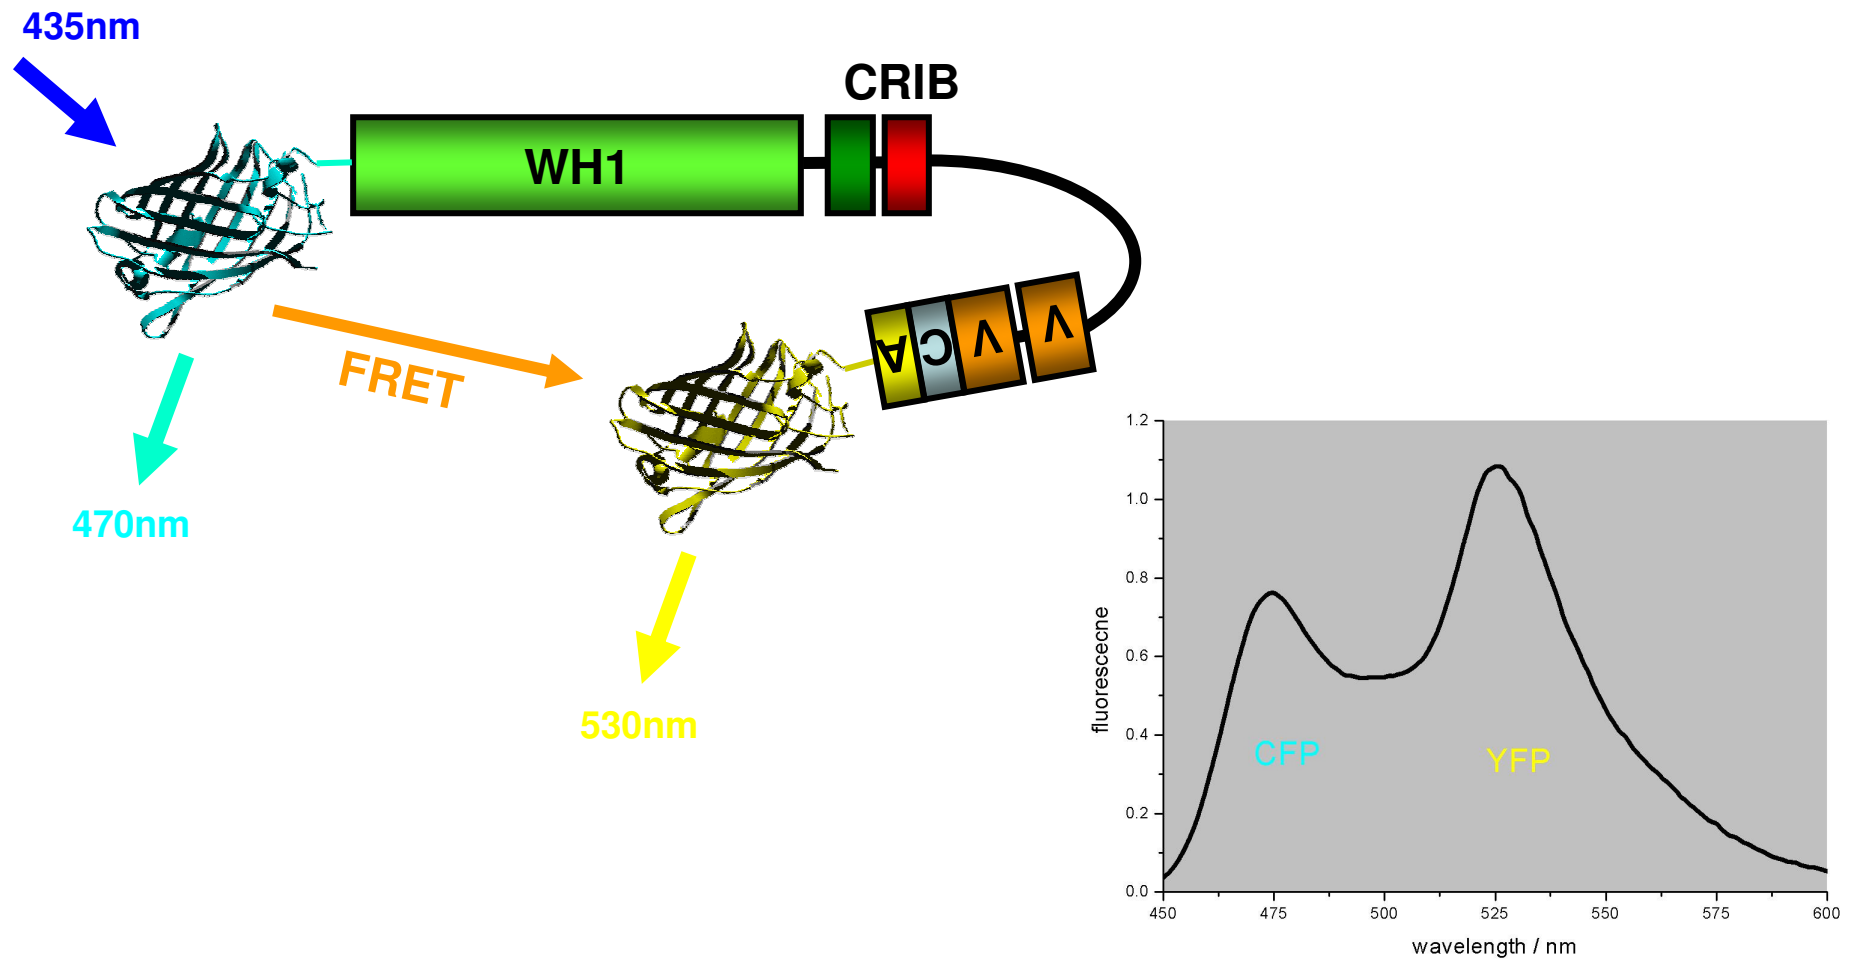 435nm
CRIB
WH1
A C V V
FRET
470nm
530nm
1.2
1.0
0.8
0.6
0.4
0.2
0.0
fluorescecne
CFP
YFP
450 475 500 525 550 575 600
wavelength / nm